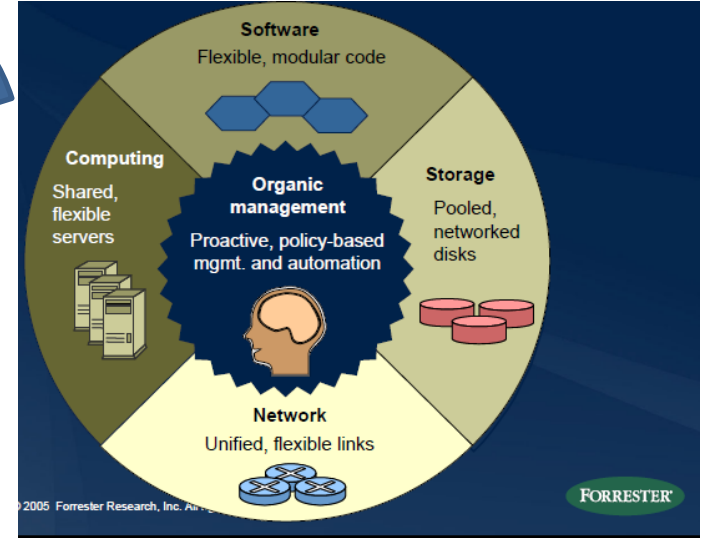 Software
Flexible, modular code
Computing
Shared,
flexible
servers
Organic
management
Proactive, policy-based
mgmt. and automation
Storage
Pooled,
networked
disks
Network
Unified, flexible links
2005 Forrester Research, Inc.
FORRESTER®